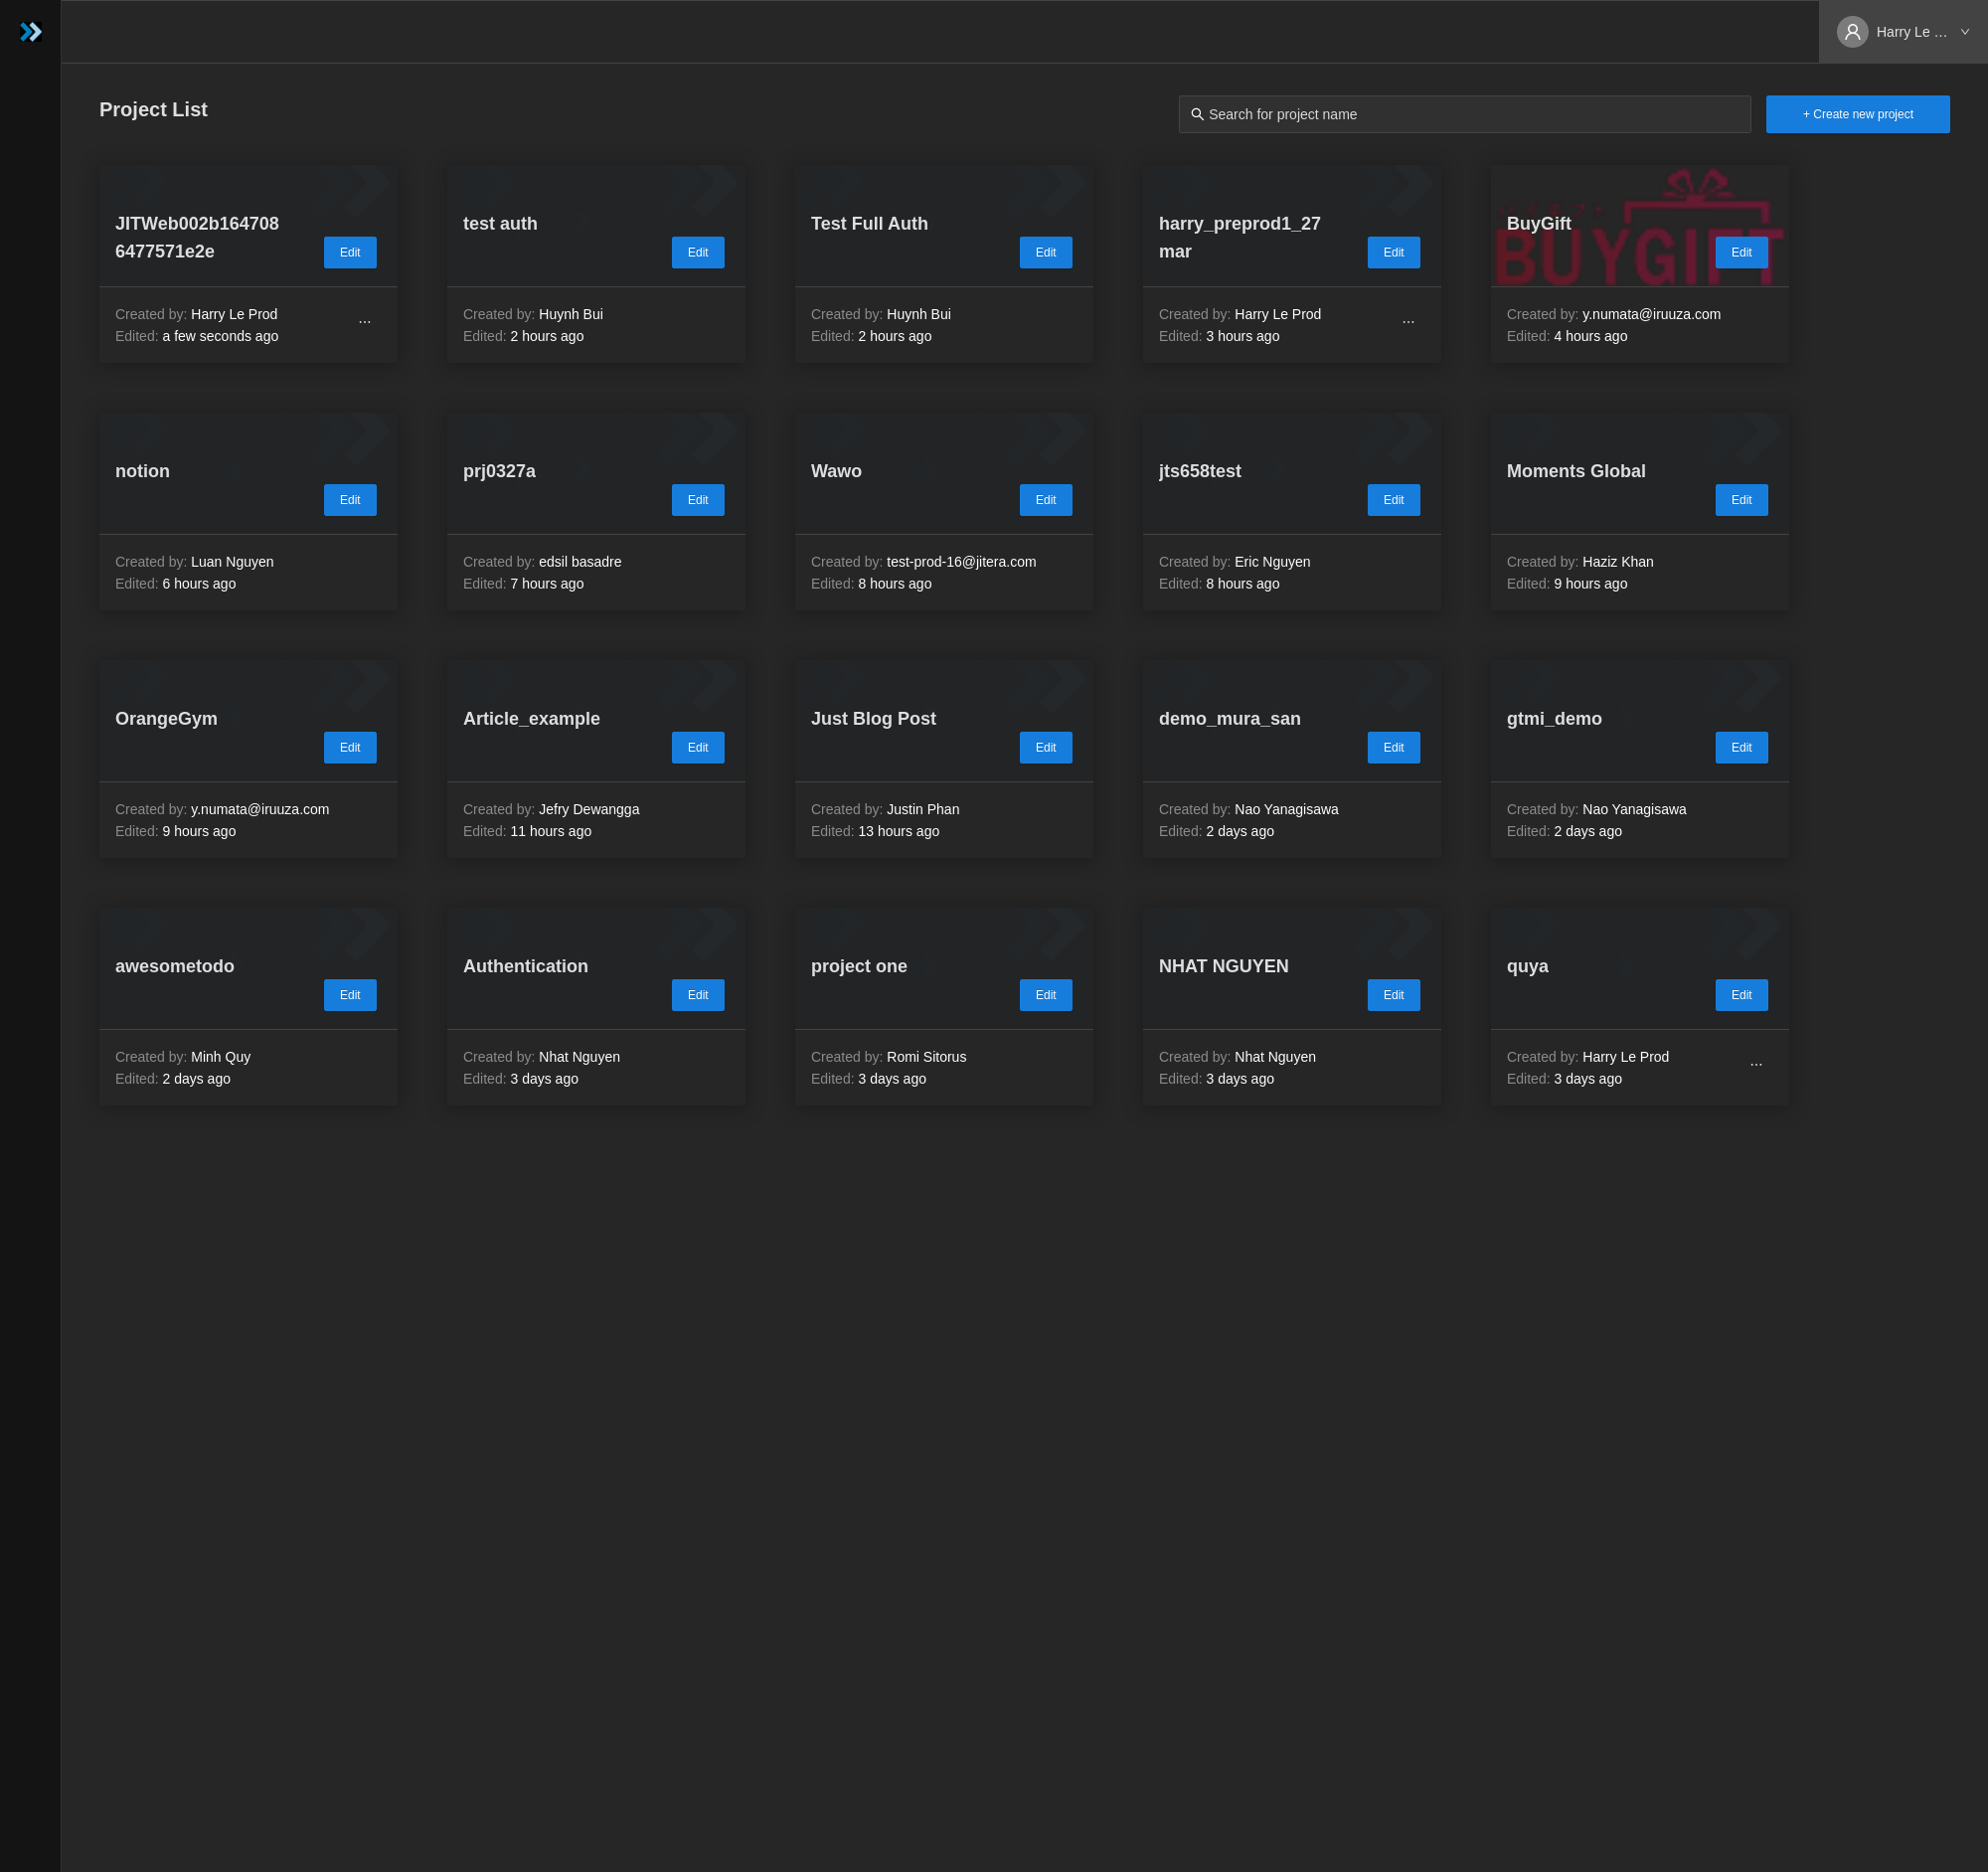 Harry Le ...
Project List
Search for project name
+ Create new project
JITWeb002b164708
6477571e2e
Edit
Created by: Harry Le Prod
Edited: a few seconds ago
...
test auth
Edit
Created by: Huynh Bui
Edited: 2 hours ago
Test Full Auth
Edit
Created by: Huynh Bui
Edited: 2 hours ago
harry_preprod1_27
mar
Edit
Created by: Harry Le Prod
Edited: 3 hours ago
...
BuyGift
BUYGIFT
Edit
Created by: y.numata@iruuza.com
Edited: 4 hours ago
notion
Edit
Created by: Luan Nguyen
Edited: 6 hours ago
prj0327a
Edit
Created by: edsil basadre
Edited: 7 hours ago
Wawo
Edit
Created by: test-prod-16@jitera.com
Edited: 8 hours ago
jts658test
Edit
Created by: Eric Nguyen
Edited: 8 hours ago
Moments Global
Edit
Created by: Haziz Khan
Edited: 9 hours ago
OrangeGym
Edit
Created by: y.numata@iruuza.com
Edited: 9 hours ago
Article_example
Edit
Created by: Jefry Dewangga
Edited: 11 hours ago
Just Blog Post
Edit
Created by: Justin Phan
Edited: 13 hours ago
demo_mura_san
Edit
Created by: Nao Yanagisawa
Edited: 2 days ago
gtmi_demo
Edit
Created by: Nao Yanagisawa
Edited: 2 days ago
awesometodo
Edit
Created by: Minh Quy
Edited: 2 days ago
Authentication
Edit
Created by: Nhat Nguyen
Edited: 3 days ago
project one
Edit
Created by: Romi Sitorus
Edited: 3 days ago
NHAT NGUYEN
Edit
Created by: Nhat Nguyen
Edited: 3 days ago
quya
Edit
Created by: Harry Le Prod
Edited: 3 days ago
...